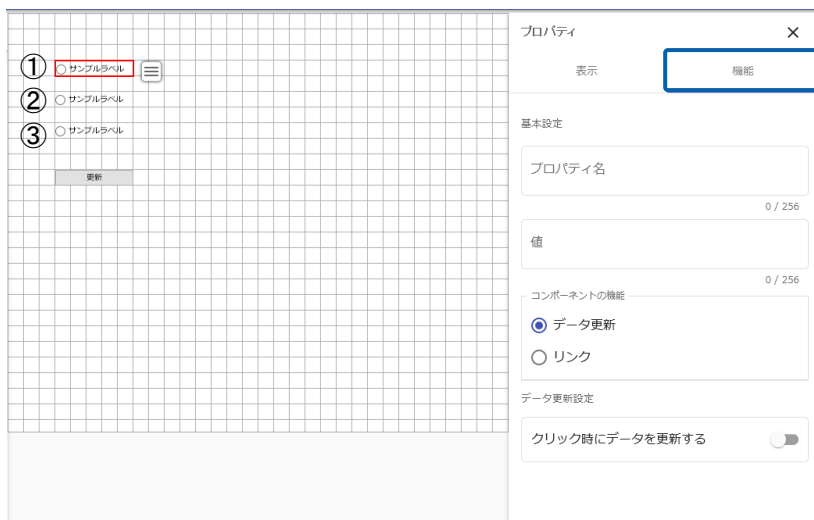 ① サンプルラベル
② サンプルラベル
③ サンプルラベル
更新
プロパティ
表示 機能
基本設定
プロパティ名
0 / 256
値
0 / 256
コンポーネントの機能
データ更新
リンク
データ更新設定
クリック時にデータを更新する